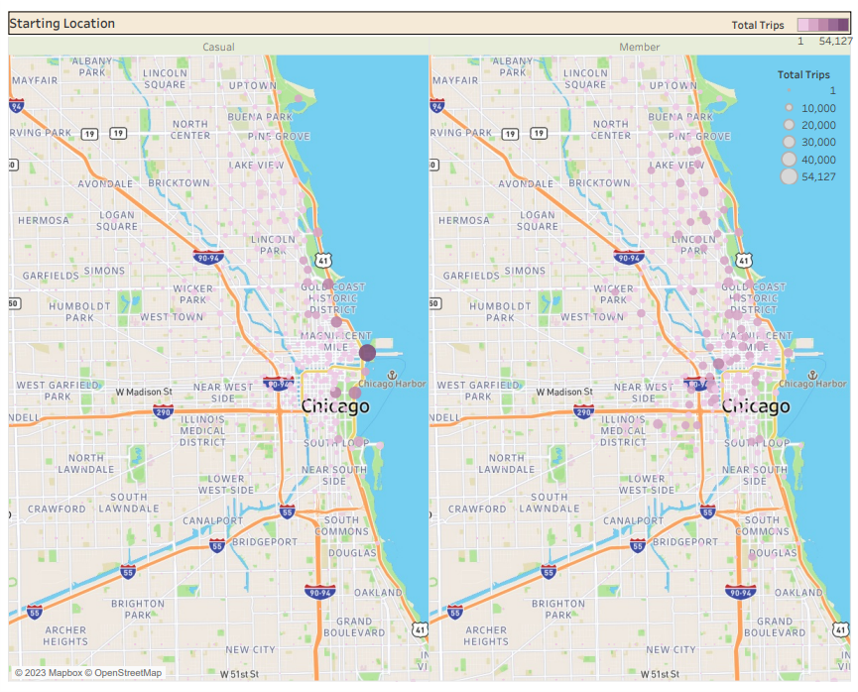 Starting Location
Total Trips
1 54,127
Casual
Member
ALBANY
PARK
MAYFAIR
LINCOLN
SQUARE
UPTOWN
94
BUENA PARK
RVING PARK
19
19
NORTH
CENTER
PINE GROVE
LAKE VIEW
AVONDALE
BRICKTOWN
HERMOSA
LOGAN
SQUARE
LINCOLN
PARK
90-94
41
GARFIELDS
SIMONS
GOLD COAST
HISTORIC
DISTRICT
WICKER
PARK
50
HUMBOLDT
PARK
WEST TOWN
MAGNIFICENT
MILE
WEST GARFIELD
PARK
W Madison St
NEAR WEST
SIDE
90-94
Chicago Harbor
Chicago
NDELL
290
ILLINOIS
MEDICAL
DISTRICT
SOUTH LOOP
NORTH
LAWNDALE
NEAR SOUTH
SIDE
LOWER
WEST SIDE
CRAWFORD
SOUTH
LAWNDALE
55
CANALPORT
SOUTH
COMMONS
55
BRIDGEPORT
DOUGLAS
55
90-94
OAKLAND
55
BRIGHTON
PARK
GRAND
BOULEVARD
41
ARCHER
HEIGHTS
NEW CITY
W 51st St
© 2023 Mapbox © OpenStreetMap
ALBANY
PARK
MAYFAIR
LINCOLN
SQUARE
UPTOWN
Total Trips
1
10,000
20,000
30,000
40,000
54,127
94
BUENA PARK
RVING PARK
19
19
NORTH
CENTER
PINE GROVE
LAKE VIEW
AVONDALE
BRICKTOWN
HERMOSA
LOGAN
SQUARE
LINCOLN
PARK
90-94
41
GARFIELDS
SIMONS
GOLD COAST
HISTORIC
DISTRICT
WICKER
PARK
50
HUMBOLDT
PARK
WEST TOWN
MAGNIFICENT
MILE
WEST GARFIELD
PARK
W Madison St
NEAR WEST
SIDE
Chicago Harbor
Chicago
NDELL
290
ILLINOIS
MEDICAL
DISTRICT
SOUTH LOOP
NORTH
LAWNDALE
NEAR SOUTH
SIDE
LOWER
WEST SIDE
CRAWFORD
SOUTH
LAWNDALE
55
CANALPORT
SOUTH
COMMONS
55
BRIDGEPORT
DOUGLAS
55
90-94
OAKLAND
55
BRIGHTON
PARK
GRAND
BOULEVARD
41
ARCHER
HEIGHTS
NEW CITY
W 51st St